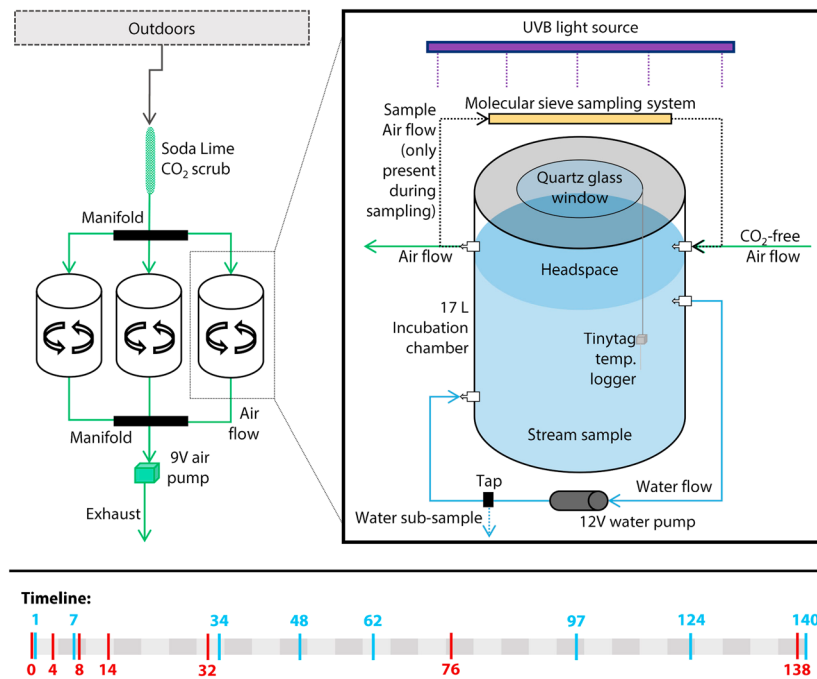 Outdoors
Soda Lime
CO₂ scrub
Manifold
Manifold
Air
flow
9V air
pump
Exhaust
UVB light source
Molecular sieve sampling system
Sample
Air flow
(only
present
during
sampling)
Quartz glass
window
CO₂-free
Air flow
Air flow
Headspace
17 L
Incubation
chamber
Tinytag
temp.
logger
Stream sample
Tap
Water flow
Water sub-sample
12V water pump
Timeline:
1 7 34 48 62 97 124 140
0 4 8 14 32 76 138